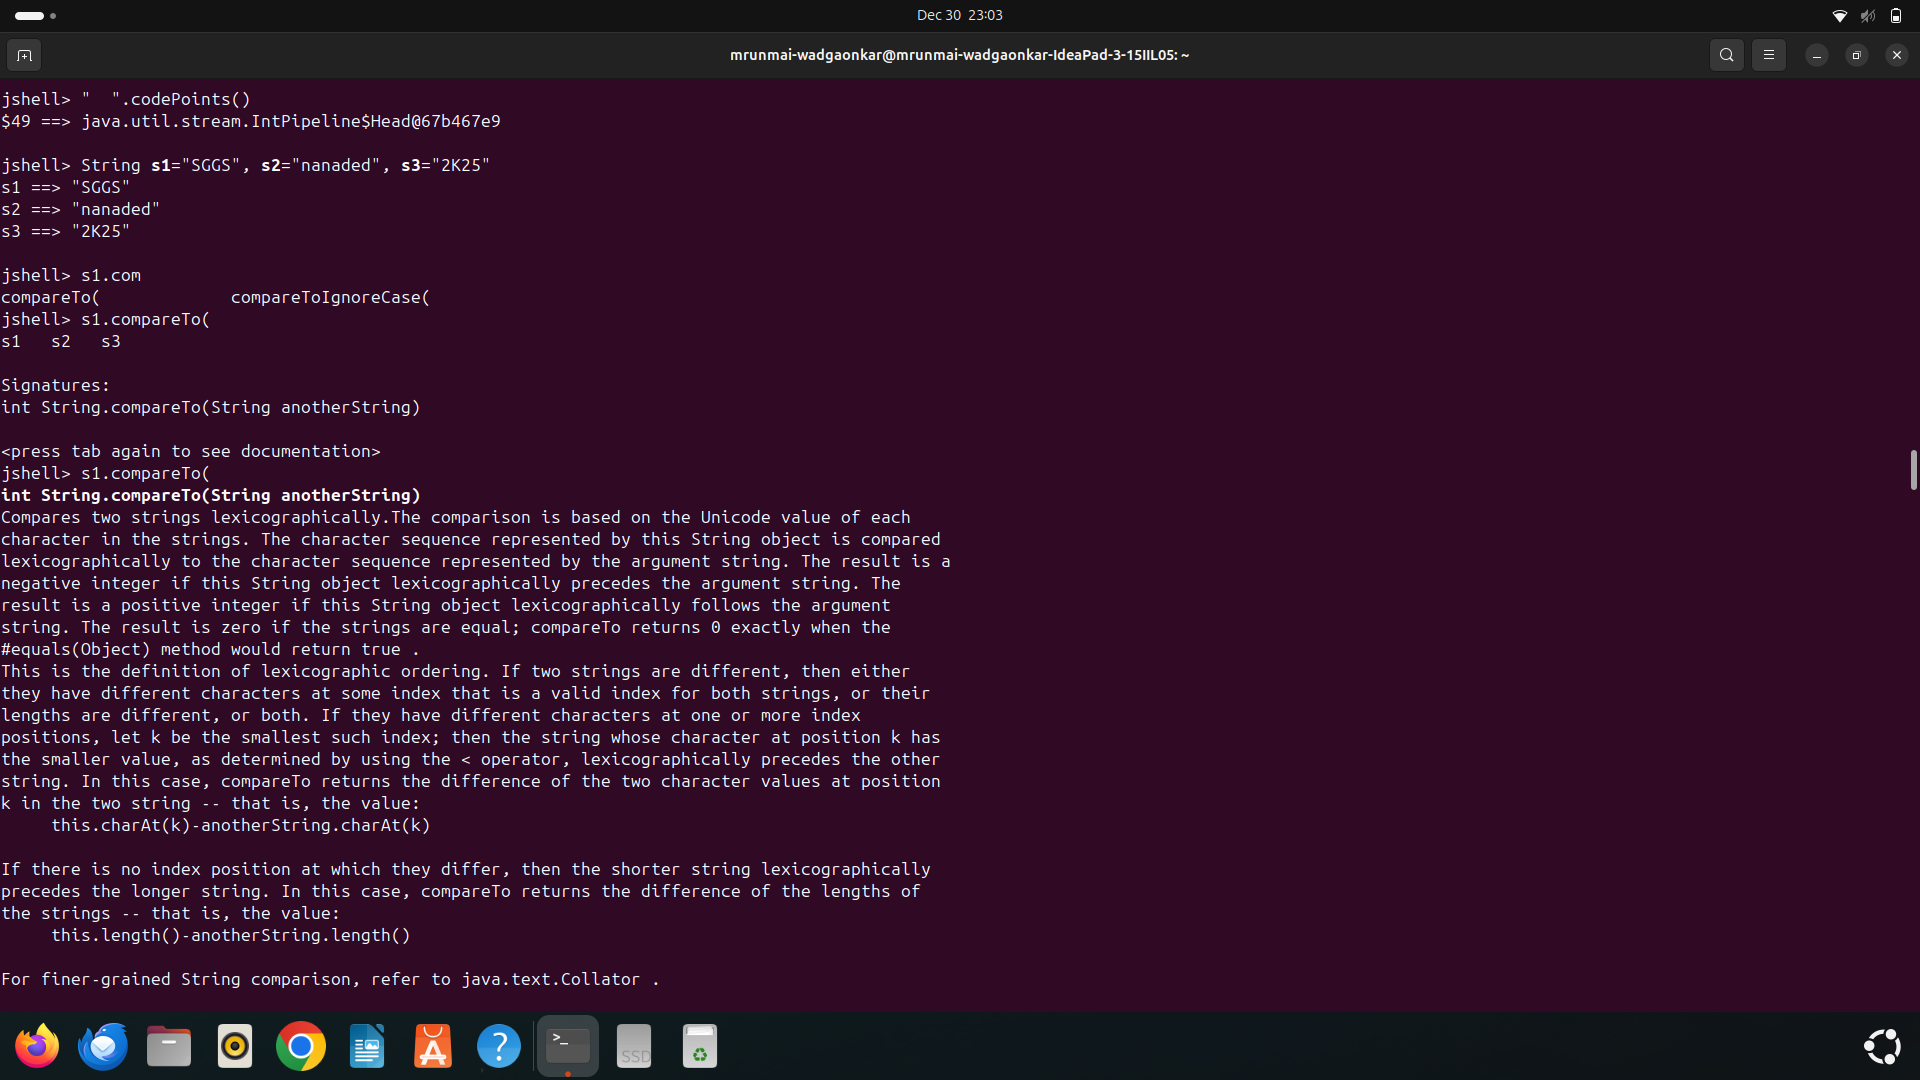 Dec 30 23:03
mrunmai-wadgaonkar@mrunmai-wadgaonkar-IdeaPad-3-15IIL05: ~
jshell> "  ".codePoints()
$49 ==> java.util.stream.IntPipeline$Head@67b467e9
jshell> String s1="SGGS", s2="nanaded", s3="2K25"
s1 ==> "SGGS"
s2 ==> "nanaded"
s3 ==> "2K25"
jshell> s1.com
compareTo(             compareToIgnoreCase(
jshell> s1.compareTo(
s1   s2   s3
Signatures:
int String.compareTo(String anotherString)
<press tab again to see documentation>
jshell> s1.compareTo(
int String.compareTo(String anotherString)
Compares two strings lexicographically.The comparison is based on the Unicode value of each
character in the strings. The character sequence represented by this String object is compared
lexicographically to the character sequence represented by the argument string. The result is a
negative integer if this String object lexicographically precedes the argument string. The
result is a positive integer if this String object lexicographically follows the argument
string. The result is zero if the strings are equal; compareTo returns 0 exactly when the
#equals(Object) method would return true .
This is the definition of lexicographic ordering. If two strings are different, then either
they have different characters at some index that is a valid index for both strings, or their
lengths are different, or both. If they have different characters at one or more index
positions, let k be the smallest such index; then the string whose character at position k has
the smaller value, as determined by using the < operator, lexicographically precedes the other
string. In this case, compareTo returns the difference of the two character values at position
k in the two string -- that is, the value:
     this.charAt(k)-anotherString.charAt(k)
If there is no index position at which they differ, then the shorter string lexicographically
precedes the longer string. In this case, compareTo returns the difference of the lengths of
the strings -- that is, the value:
     this.length()-anotherString.length()
For finer-grained String comparison, refer to java.text.Collator .
>_
SSD